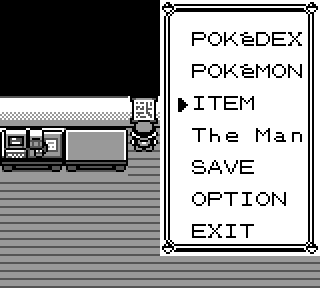 POKéDEX
POKéMON
ITEM
The Man
SAVE
OPTION
EXIT